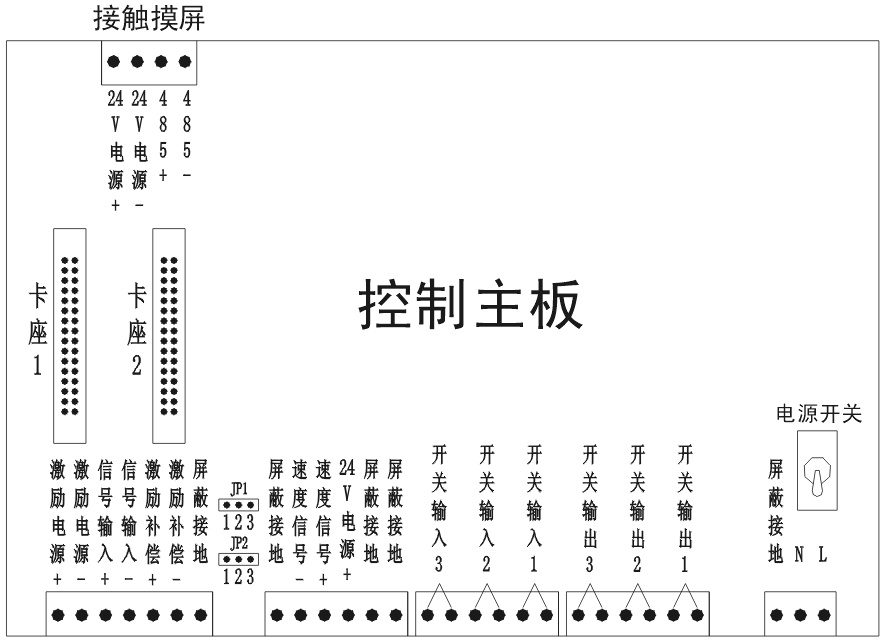 接触摸屏
24V电源+
24V电源-
485+
485-
卡座1
卡座2
控制主板
电源开关
激励电源+
激励电源-
信号输入+
信号输入-
激励补偿+
激励补偿-
屏蔽接地
JP1
123
JP2
123
屏蔽接地
速度信号-
速度信号+
24V电源+
屏蔽接地
屏蔽接地
开关输入3
开关输入2
开关输入1
开关输出3
开关输出2
开关输出1
屏蔽接地
N
L